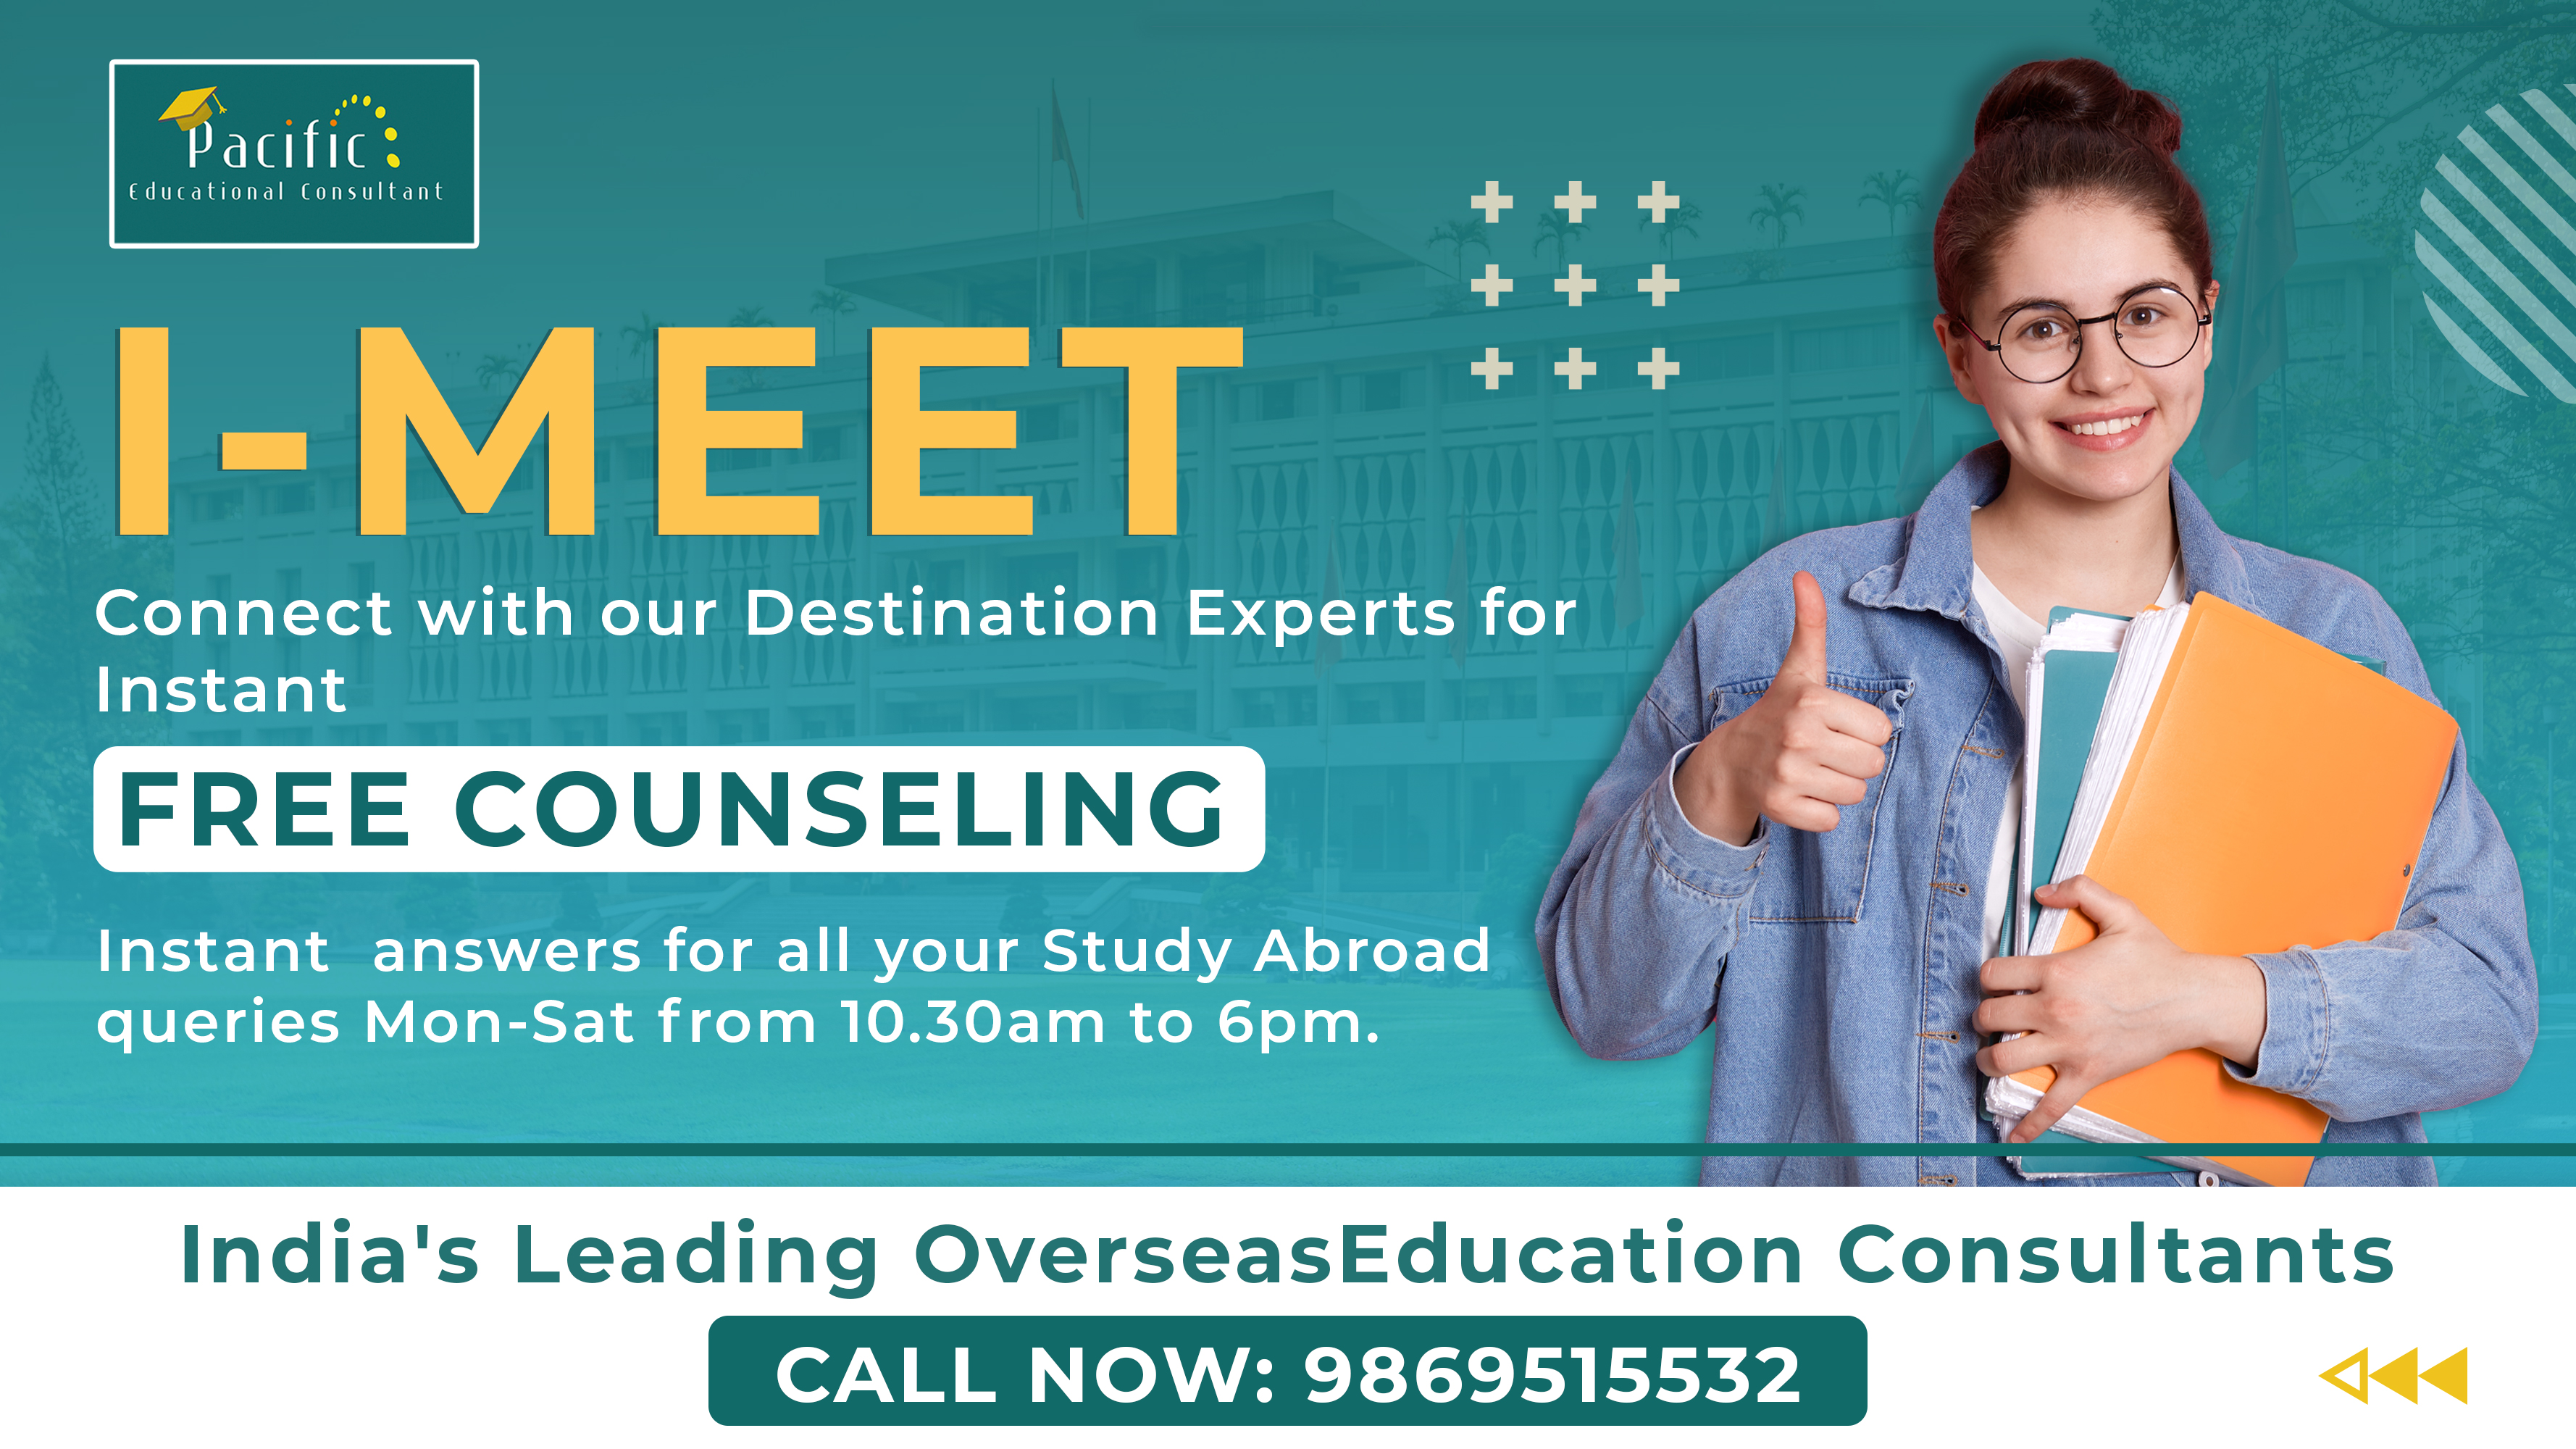 Pacific
Educational Consultant
I-MEET
Connect with our Destination Experts for
Instant
FREE COUNSELING
Instant  answers for all your Study Abroad
queries Mon-Sat from 10.30am to 6pm.
India's Leading OverseasEducation Consultants
CALL NOW: 9869515532